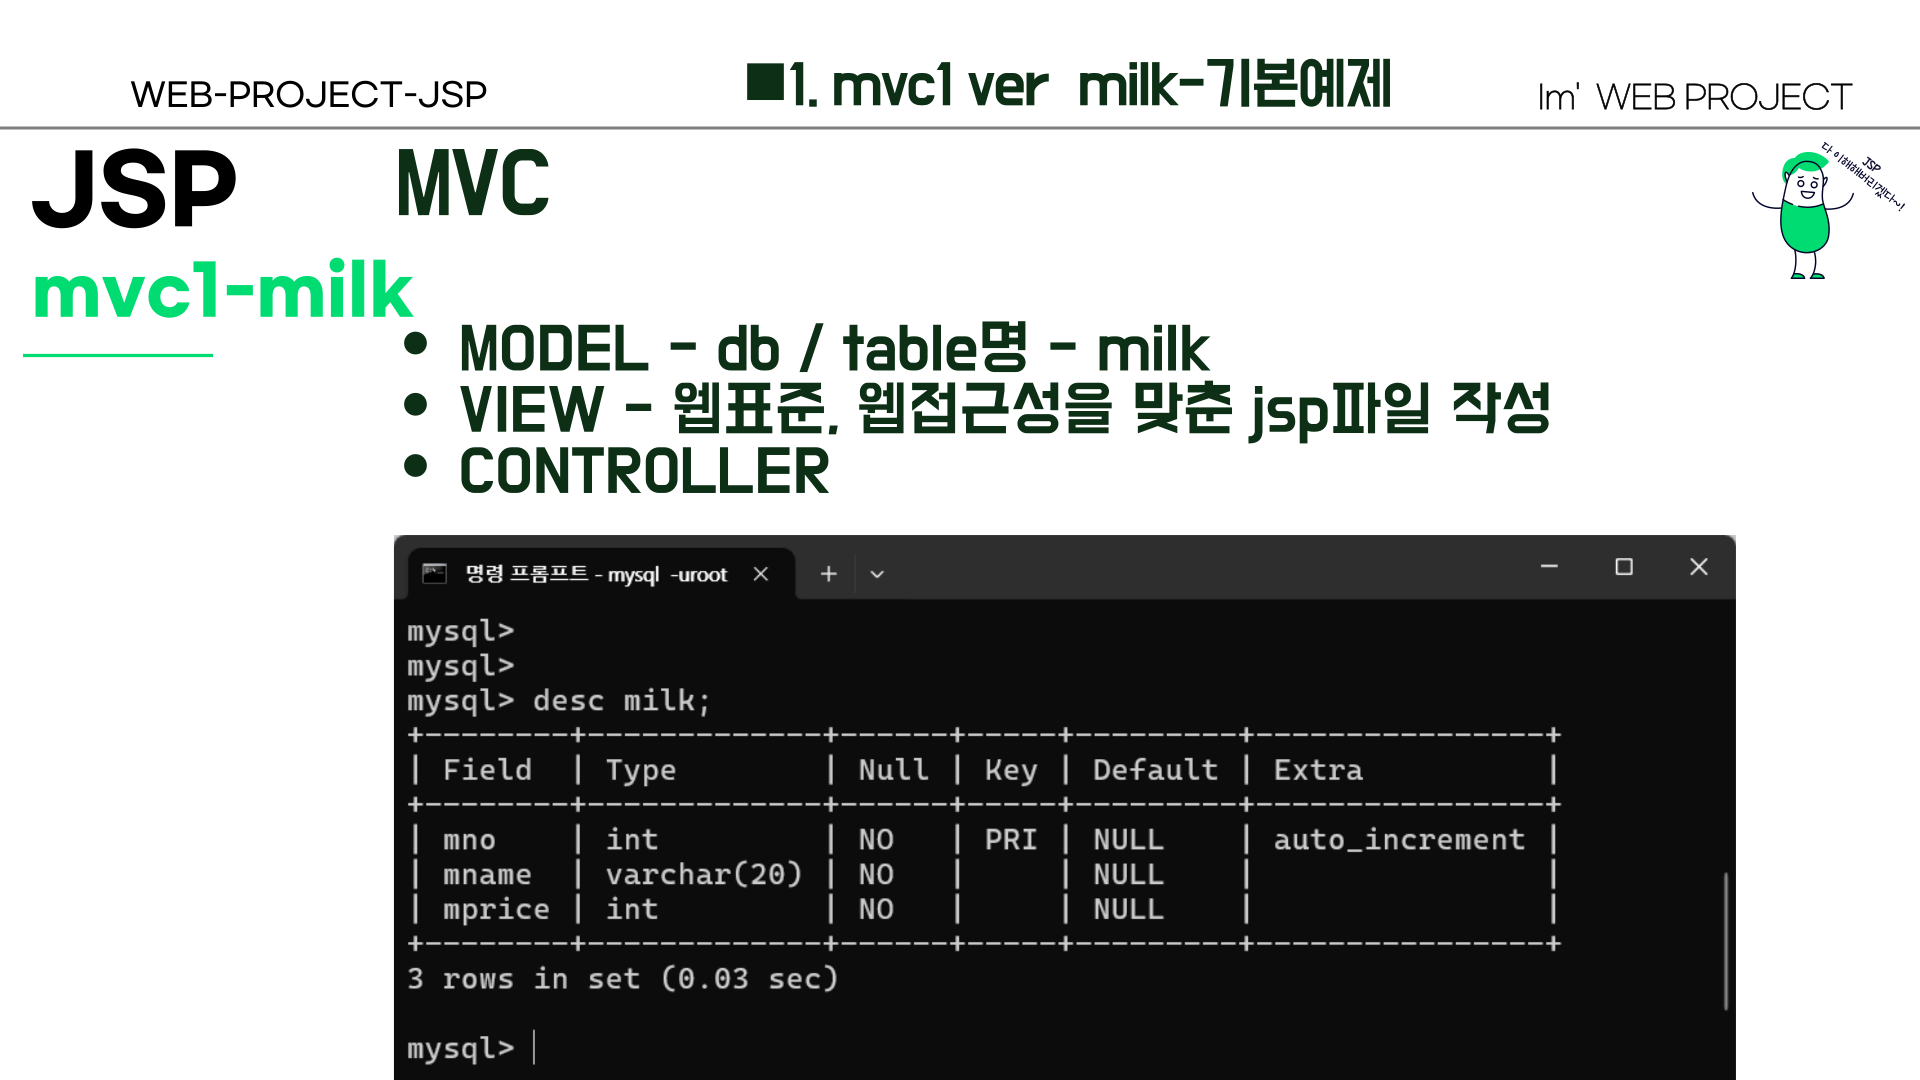 WEB-PROJECT-JSP
■1. mvc1 ver milk-기본예제
Im' WEB PROJECT
JSP
MVC
JSP
다 이해해버리겠다~!
mvc1-milk
• MODEL - db / table명 - milk
• VIEW - 웹표준, 웹접근성을 맞춘 jsp파일 작성
• CONTROLLER
명령 프롬프트 - mysql -uroot
mysql>
mysql>
mysql> desc milk;
+---------+-------------+------+-----+---------+----------------+
| Field | Type | Null | Key | Default | Extra |
+---------+-------------+------+-----+---------+----------------+
| mno | int | NO | PRI | NULL | auto_increment |
| mname | varchar(20) | NO | | NULL | |
| mprice | int | NO | | NULL | |
+---------+-------------+------+-----+---------+----------------+
3 rows in set (0.03 sec)
mysql>